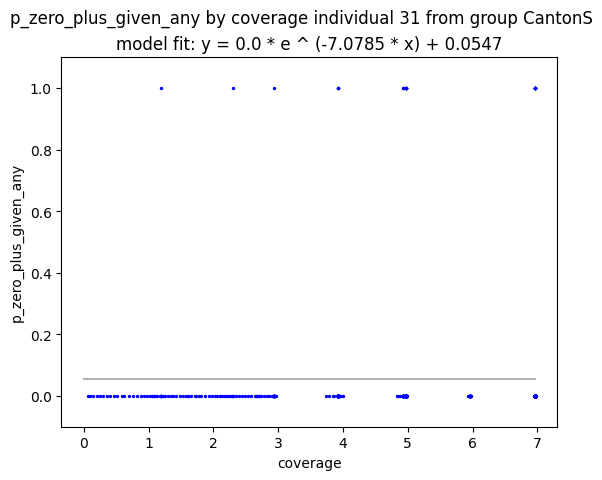 p_zero_plus_given_any by coverage individual 31 from group CantonS
model fit: y = 0.0 * e ^ (-7.0785 * x) + 0.0547
1.0
0.8
0.6
0.4
0.2
0.0
p_zero_plus_given_any
0 1 2 3 4 5 6 7
coverage